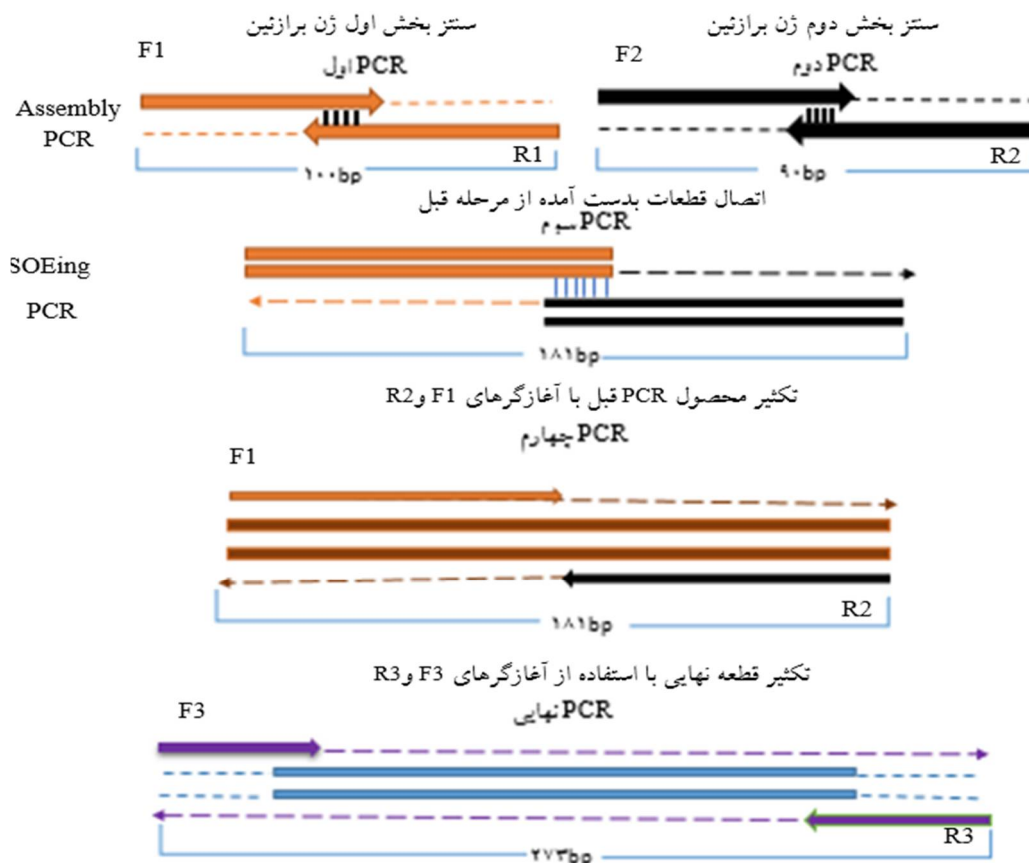 سنتز بخش اول ژن برازئین
سنتز بخش دوم ژن برازئین
F1
PCR اول
F2
PCR دوم
Assembly
PCR
R1
۱۰۰bp
R2
۹۰bp
اتصال قطعات بدست آمده از مرحله قبل
PCR سوم
SOEing
PCR
۱۸۱bp
تکثیر محصول PCR قبل با آغازگرهای F1 وR2
PCR چهارم
F1
R2
۱۸۱bp
تکثیر قطعه نهایی با استفاده از آغازگرهای F3 وR3
F3
PCR نهایی
R3
۲۷۳bp